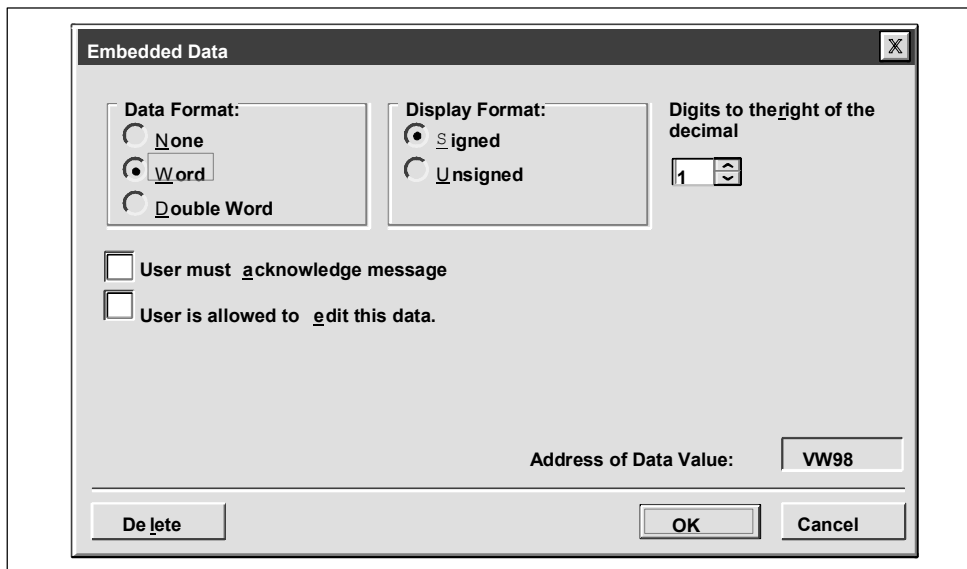 Embedded Data
X
Data Format:
None
Word
Double Word
Display Format:
Signed
Unsigned
Digits to theright of the
decimal
1
User must acknowledge message
User is allowed to edit this data.
Address of Data Value: VW98
Delete
OK
Cancel